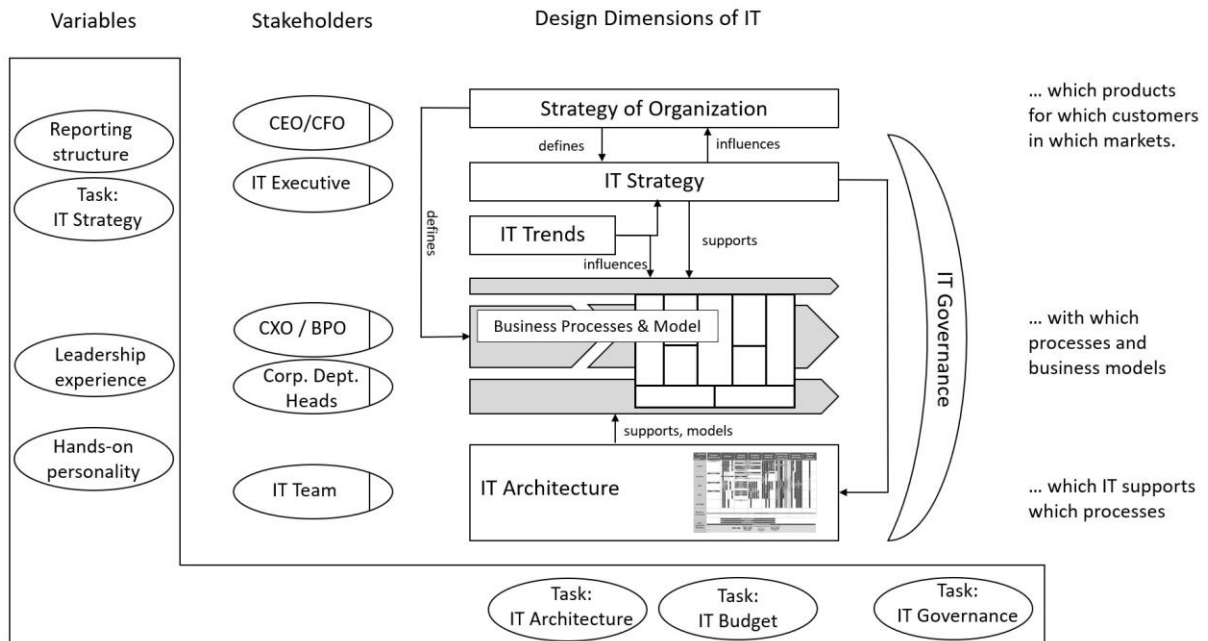 Variables
Stakeholders
Design Dimensions of IT
Reporting
structure
Task:
IT Strategy
Leadership
experience
Hands-on
personality
CEO/CFO
IT Executive
CXO / BPO
Corp. Dept.
Heads
IT Team
Strategy of Organization
defines
influences
IT Strategy
defines
IT Trends
influences
supports
Business Processes & Model
supports, models
IT Architecture
IT Governance
... which products
for which customers
in which markets.
... with which
processes and
business models
... which IT supports
which processes
Task:
IT Architecture
Task:
IT Budget
Task:
IT Governance